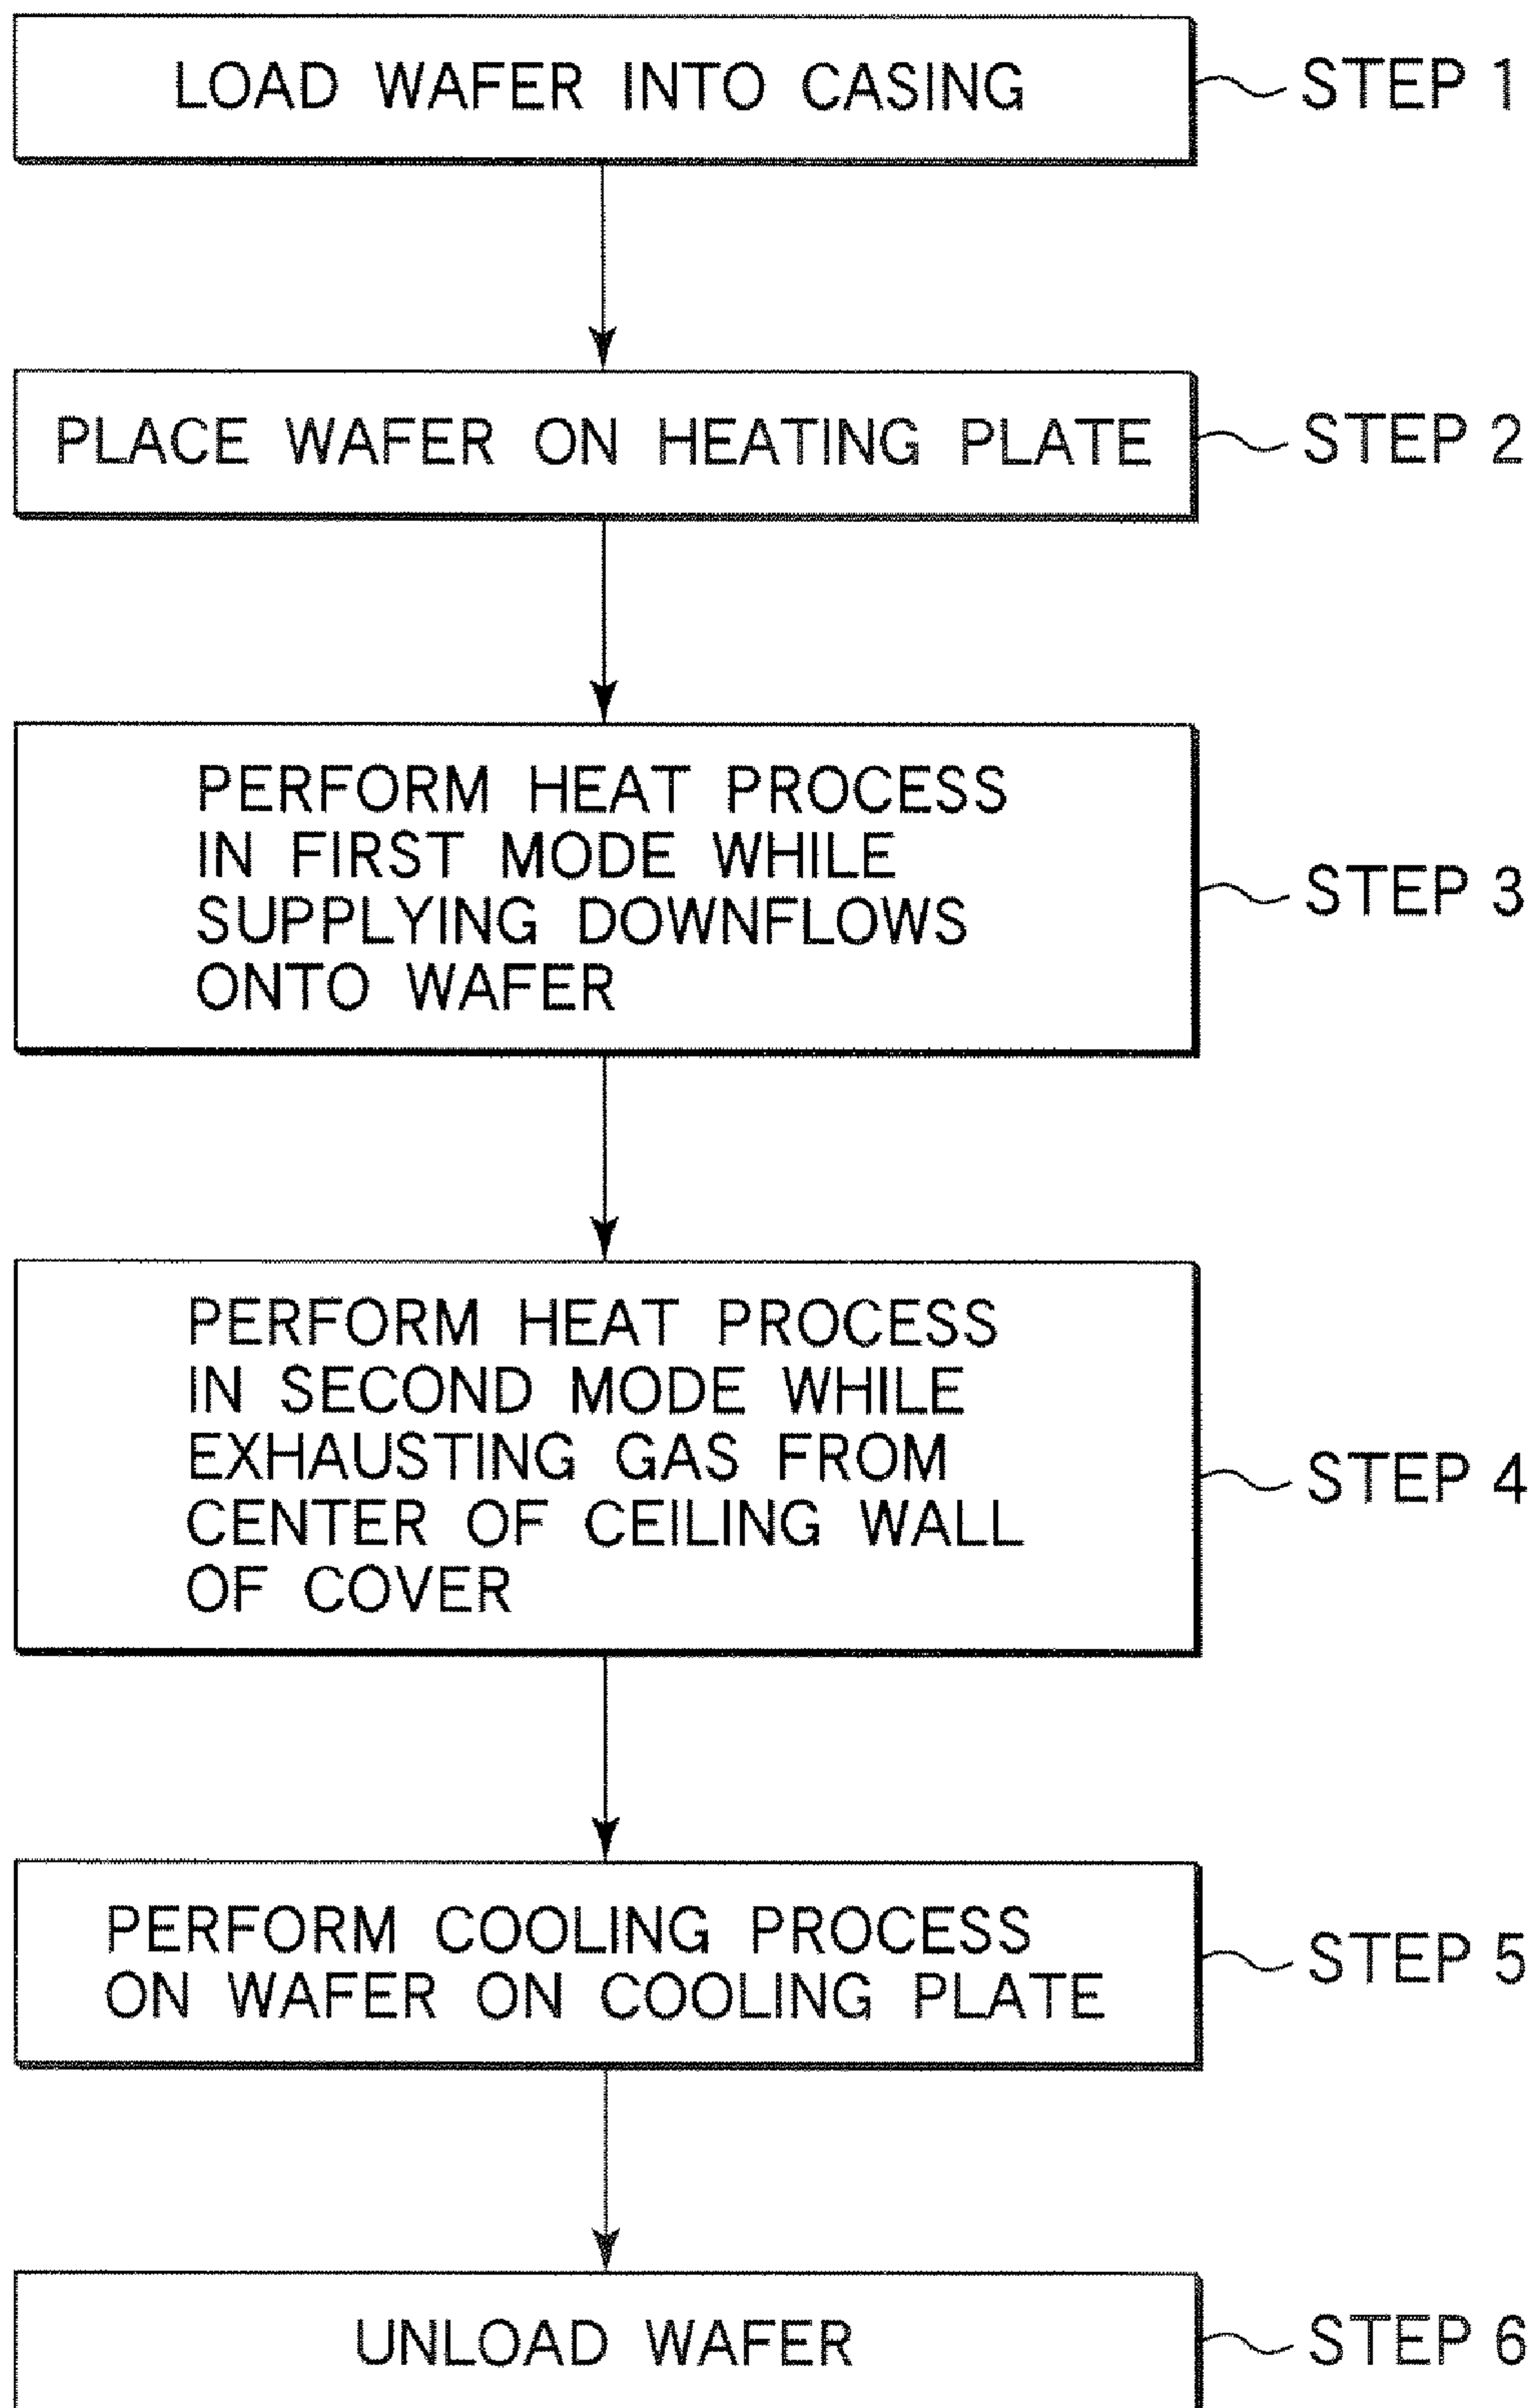 LOAD WAFER INTO CASING
STEP 1
PLACE WAFER ON HEATING PLATE
STEP 2
PERFORM HEAT PROCESS
IN FIRST MODE WHILE
SUPPLYING DOWNFLOWS
ONTO WAFER
STEP 3
PERFORM HEAT PROCESS
IN SECOND MODE WHILE
EXHAUSTING GAS FROM
CENTER OF CEILING WALL
OF COVER
STEP 4
PERFORM COOLING PROCESS
ON WAFER ON COOLING PLATE
STEP 5
UNLOAD WAFER
STEP 6